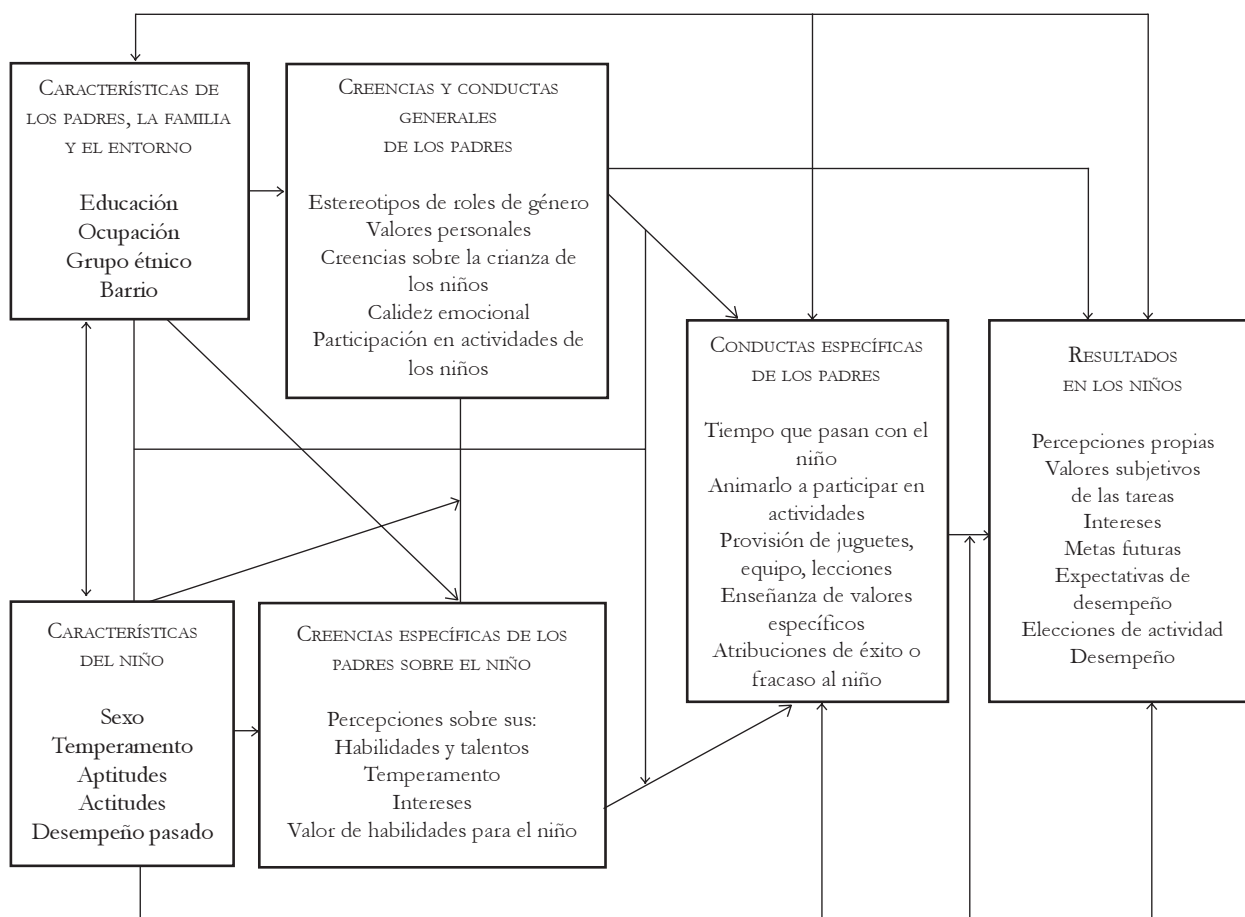 CARACTERÍSTICAS DE
LOS PADRES, LA FAMILIA
Y EL ENTORNO
Educación
Ocupación
Grupo étnico
Barrio
CREENCIAS Y CONDUCTAS
GENERALES
DE LOS PADRES
Estereotipos de roles de género
Valores personales
Creencias sobre la crianza de
los niños
Calidez emocional
Participación en actividades de
los niños
CARACTERÍSTICAS
DEL NIÑO
Sexo
Temperamento
Aptitudes
Actitudes
Desempeño pasado
CREENCIAS ESPECÍFICAS DE LOS
PADRES SOBRE EL NIÑO
Percepciones sobre sus:
Habilidades y talentos
Temperamento
Intereses
Valor de habilidades para el niño
CONDUCTAS ESPECÍFICAS
DE LOS PADRES
Tiempo que pasan con el
niño
Animarlo a participar en
actividades
Provisión de juguetes,
equipo, lecciones
Enseñanza de valores
específicos
Atribuciones de éxito o
fracaso al niño
RESULTADOS
EN LOS NIÑOS
Percepciones propias
Valores subjetivos
de las tareas
Intereses
Metas futuras
Expectativas de
desempeño
Elecciones de actividad
Desempeño